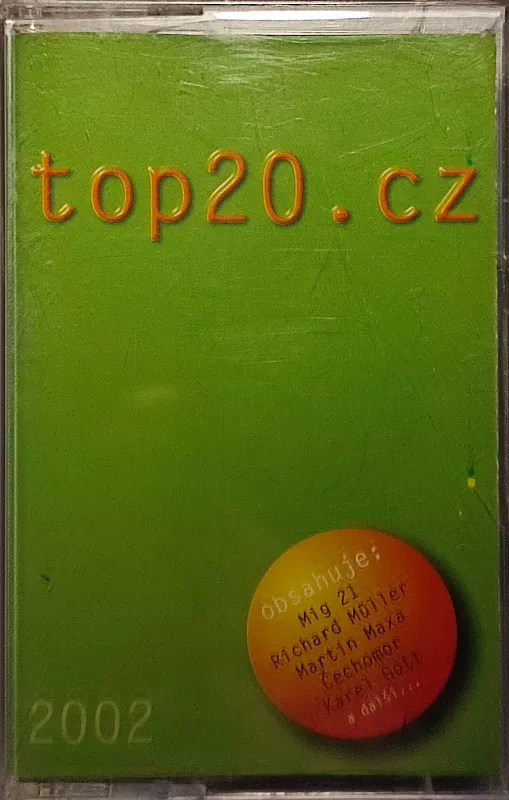 top20.cz
obsahuje:
Mig 21
Richard Müller
Martin Maxa
Čechomor
Karel Gott
a další...
2002